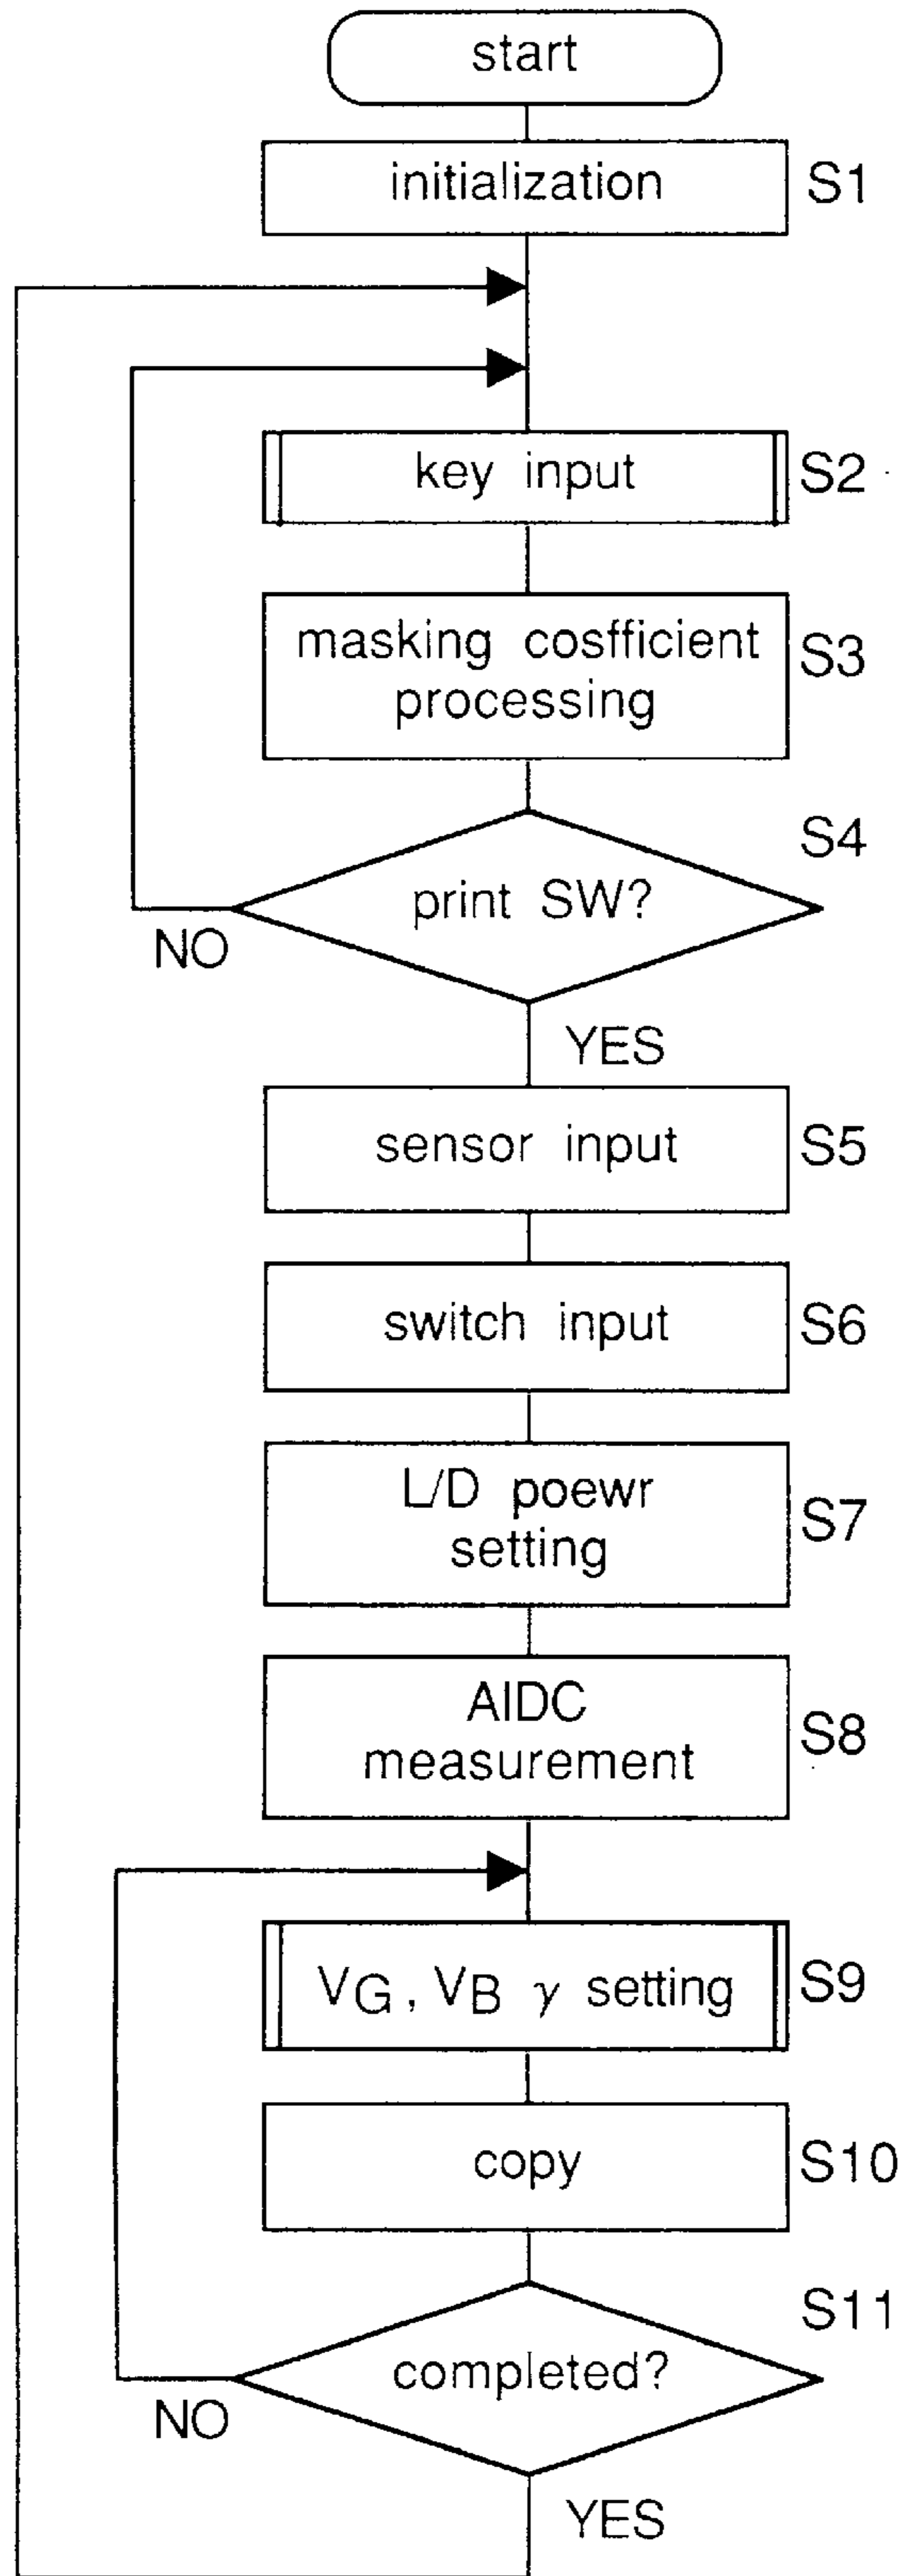 start
initialization S1
key input S2
masking cosfficient
processing
S3
S4
print SW?
NO
YES
sensor input S5
switch input S6
L/D poewr
setting
S7
AIDC
measurement
S8
VG, VB γ setting S9
copy S10
S11
completed?
NO
YES